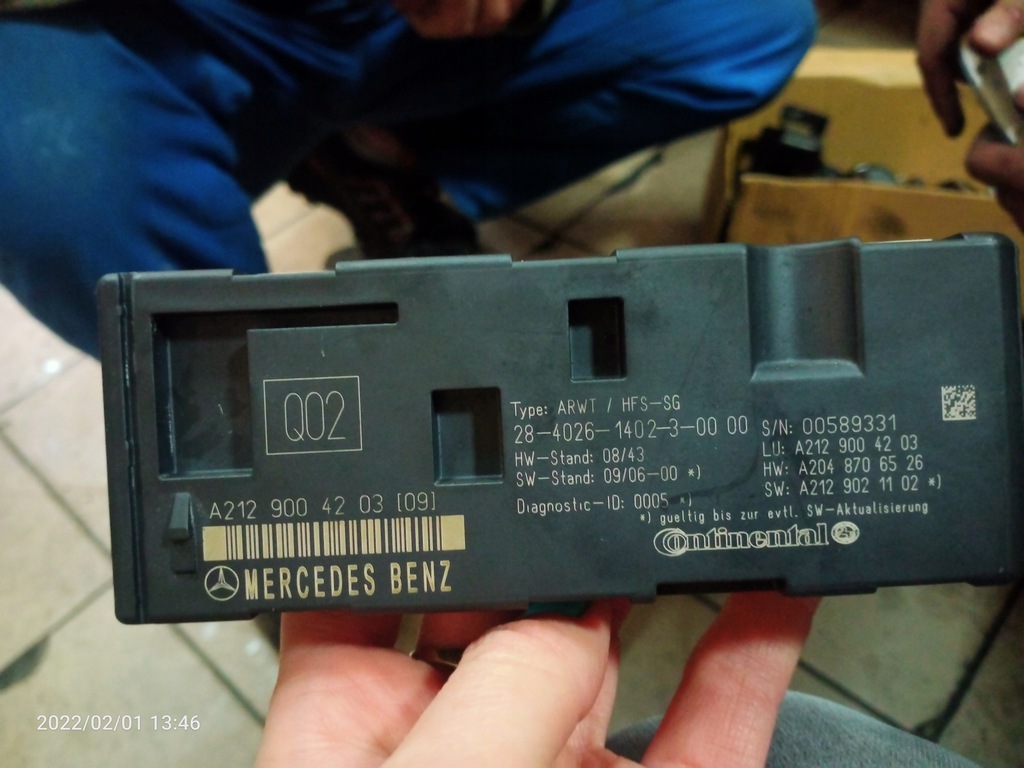 Q02
A212 900 42 03 [09]
MERCEDES BENZ
Type: ARWT / HFS-SG
28-4026-1402-3-00 00
HW-Stand: 08/43
SW-Stand: 09/06-00 *)
Diagnostic-ID: 0005 *)
S/N: 00589331
LU: A212 900 42 03
HW: A204 870 65 26
SW: A212 902 11 02 *)
*) gueltig bis zur evtl. SW-Aktualisierung
Continental
2022/02/01 13:46